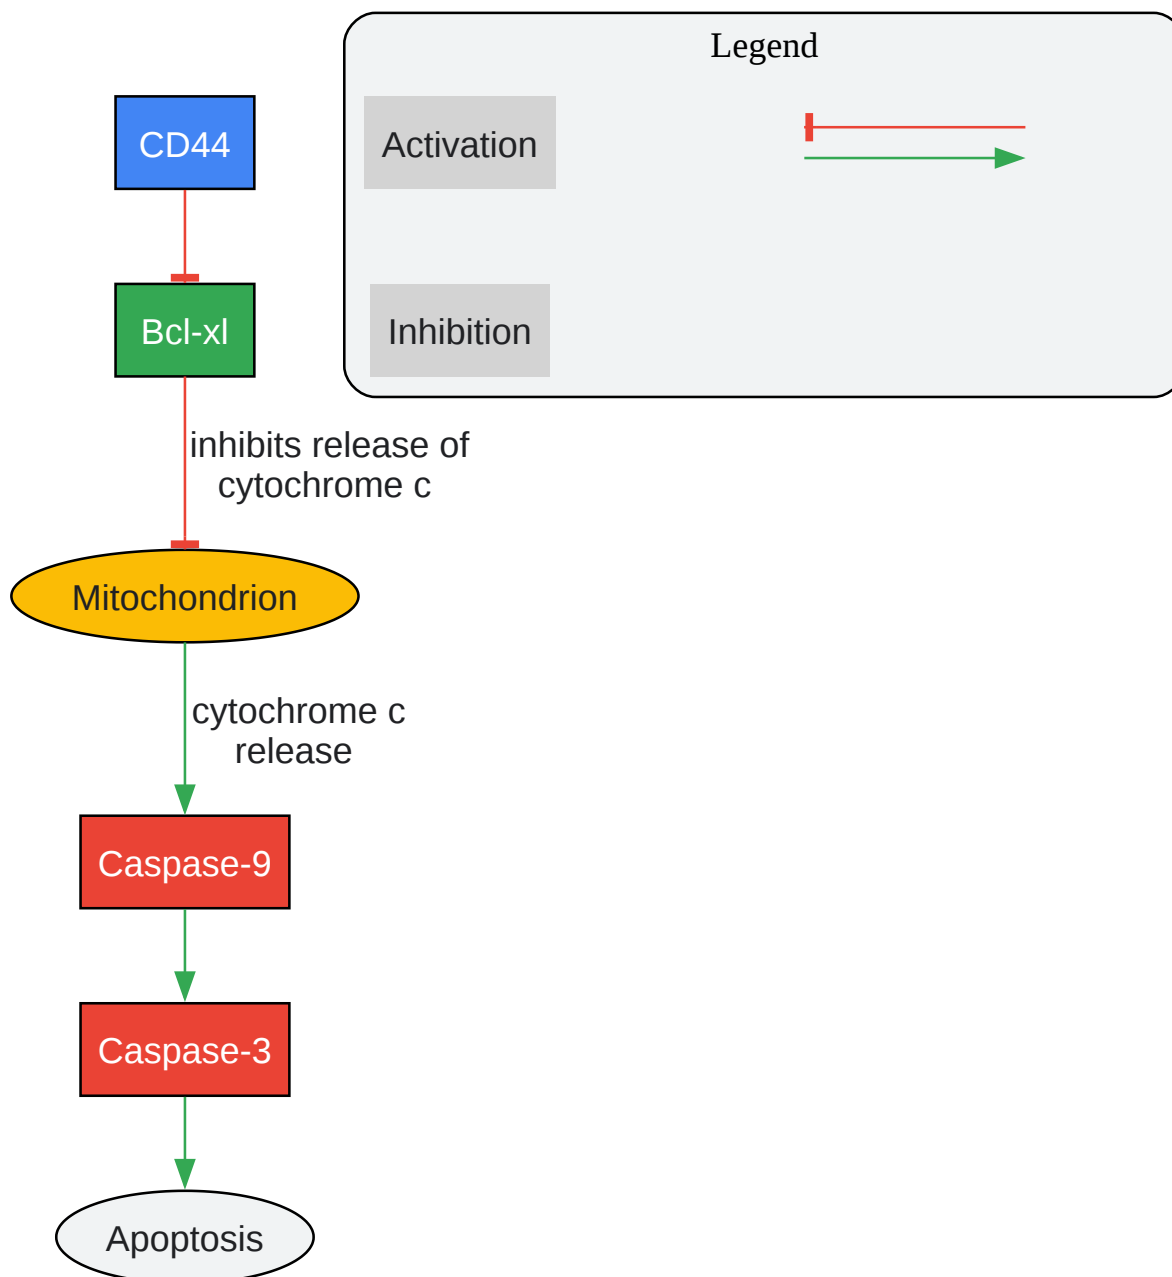 Legend
CD44
Activation
Bcl-xl
Inhibition
inhibits release of
cytochrome c
Mitochondrion
cytochrome c
release
Caspase-9
Caspase-3
Apoptosis